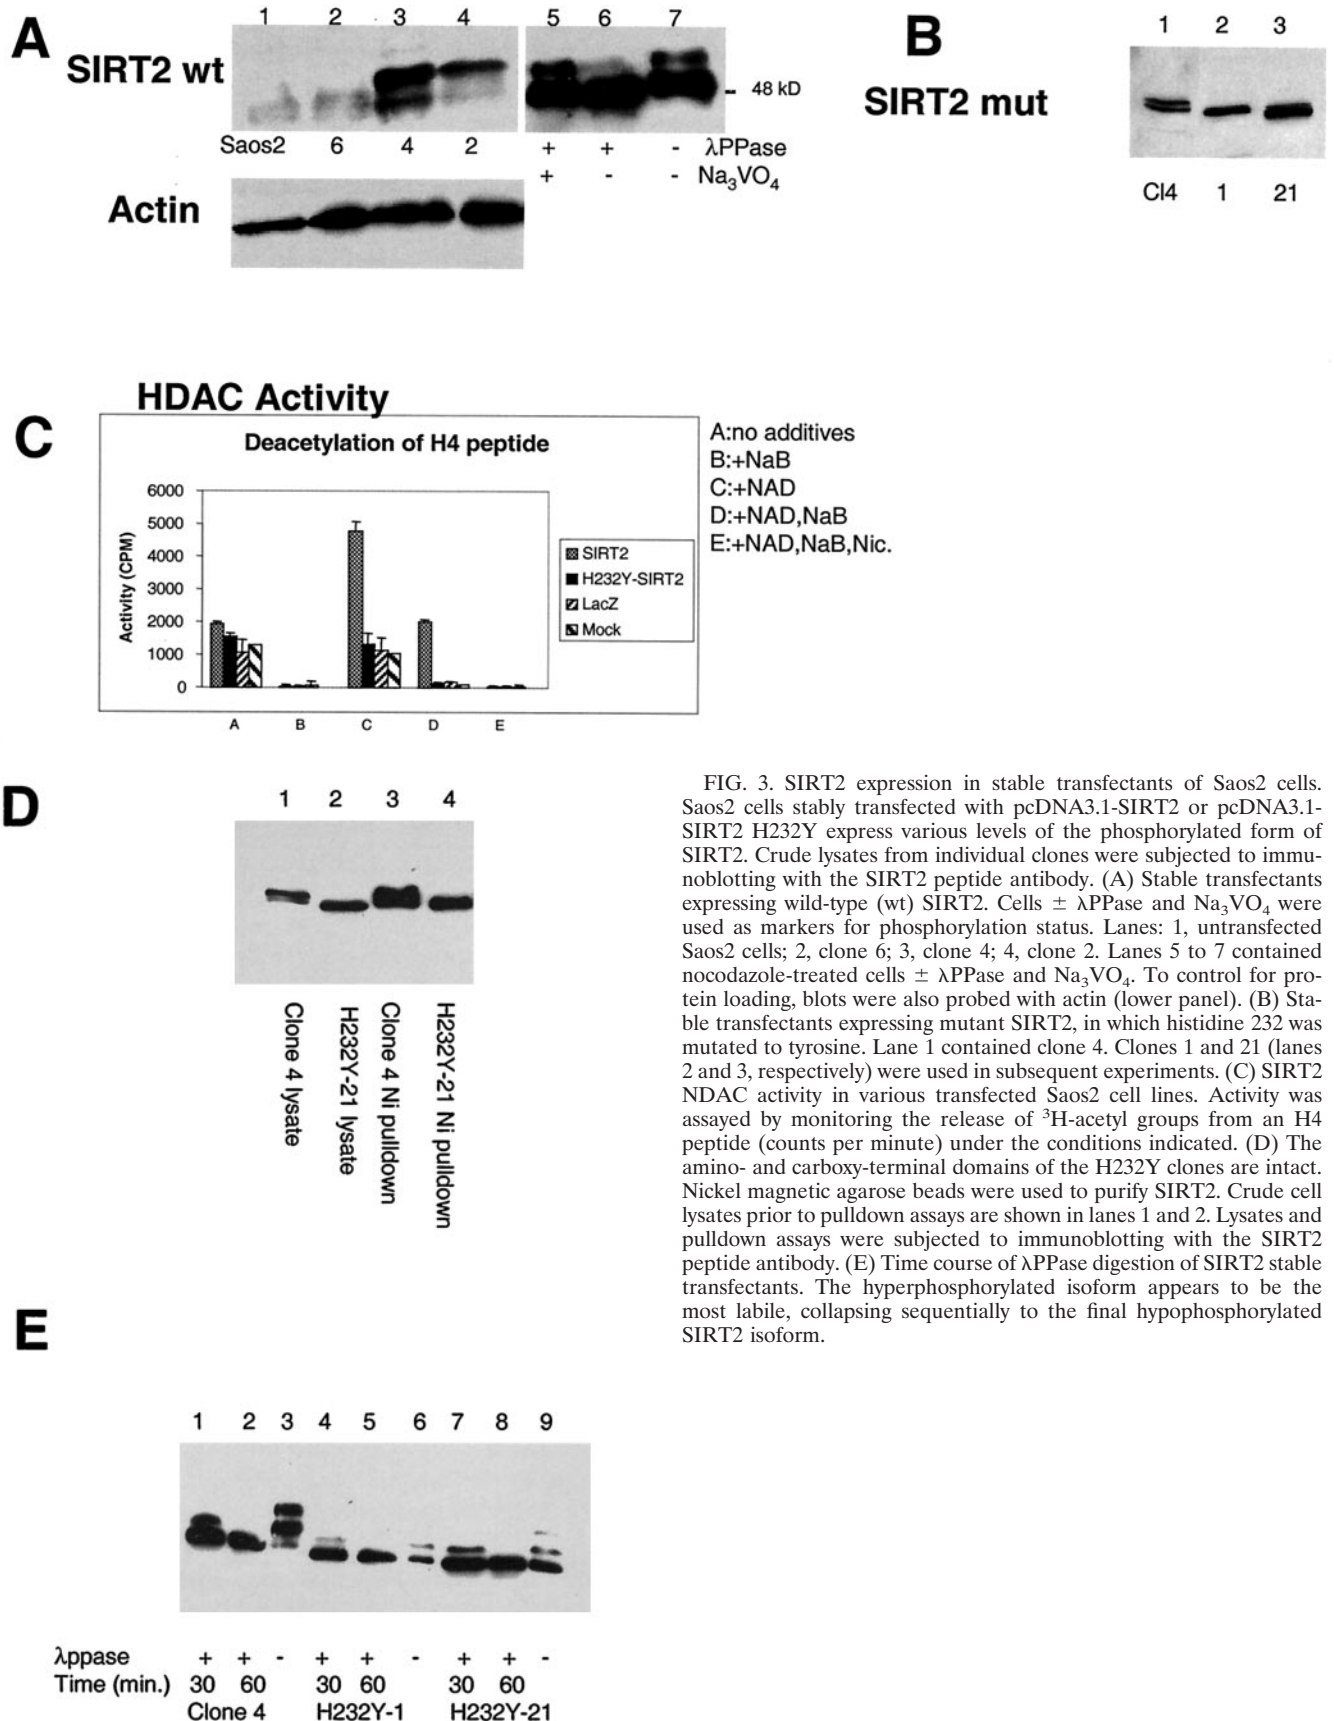 A
SIRT2 wt
1 2 3 4 5 6 7
48 kD
Saos2 6 4 2 + + - λPPase
+ - - Na₃VO₄
Actin
B
SIRT2 mut
1 2 3
Cl4 1 21
C
HDAC Activity
Deacetylation of H4 peptide
Activity (CPM)
6000
5000
4000
3000
2000
1000
0
A B C D E
SIRT2
H232Y-SIRT2
LacZ
Mock
A:no additives
B:+NaB
C:+NAD
D:+NAD,NaB
E:+NAD,NaB,Nic.
D
1 2 3 4
Clone 4 lysate
H232Y-21 lysate
Clone 4 Ni pulldown
H232Y-21 Ni pulldown
FIG. 3. SIRT2 expression in stable transfectants of Saos2 cells.
Saos2 cells stably transfected with pcDNA3.1-SIRT2 or pcDNA3.1-
SIRT2 H232Y express various levels of the phosphorylated form of
SIRT2. Crude lysates from individual clones were subjected to immu-
noblotting with the SIRT2 peptide antibody. (A) Stable transfectants
expressing wild-type (wt) SIRT2. Cells ± λPPase and Na₃VO₄ were
used as markers for phosphorylation status. Lanes: 1, untransfected
Saos2 cells; 2, clone 6; 3, clone 4; 4, clone 2. Lanes 5 to 7 contained
nocodazole-treated cells ± λPPase and Na₃VO₄. To control for pro-
tein loading, blots were also probed with actin (lower panel). (B) Sta-
ble transfectants expressing mutant SIRT2, in which histidine 232 was
mutated to tyrosine. Lane 1 contained clone 4. Clones 1 and 21 (lanes
2 and 3, respectively) were used in subsequent experiments. (C) SIRT2
NDAC activity in various transfected Saos2 cell lines. Activity was
assayed by monitoring the release of ³H-acetyl groups from an H4
peptide (counts per minute) under the conditions indicated. (D) The
amino- and carboxy-terminal domains of the H232Y clones are intact.
Nickel magnetic agarose beads were used to purify SIRT2. Crude cell
lysates prior to pulldown assays are shown in lanes 1 and 2. Lysates and
pulldown assays were subjected to immunoblotting with the SIRT2
peptide antibody. (E) Time course of λPPase digestion of SIRT2 stable
transfectants. The hyperphosphorylated isoform appears to be the
most labile, collapsing sequentially to the final hypophosphorylated
SIRT2 isoform.
E
1 2 3 4 5 6 7 8 9
λppase + + - + + - + + -
Time (min.) 30 60 30 60 30 60
Clone 4 H232Y-1 H232Y-21